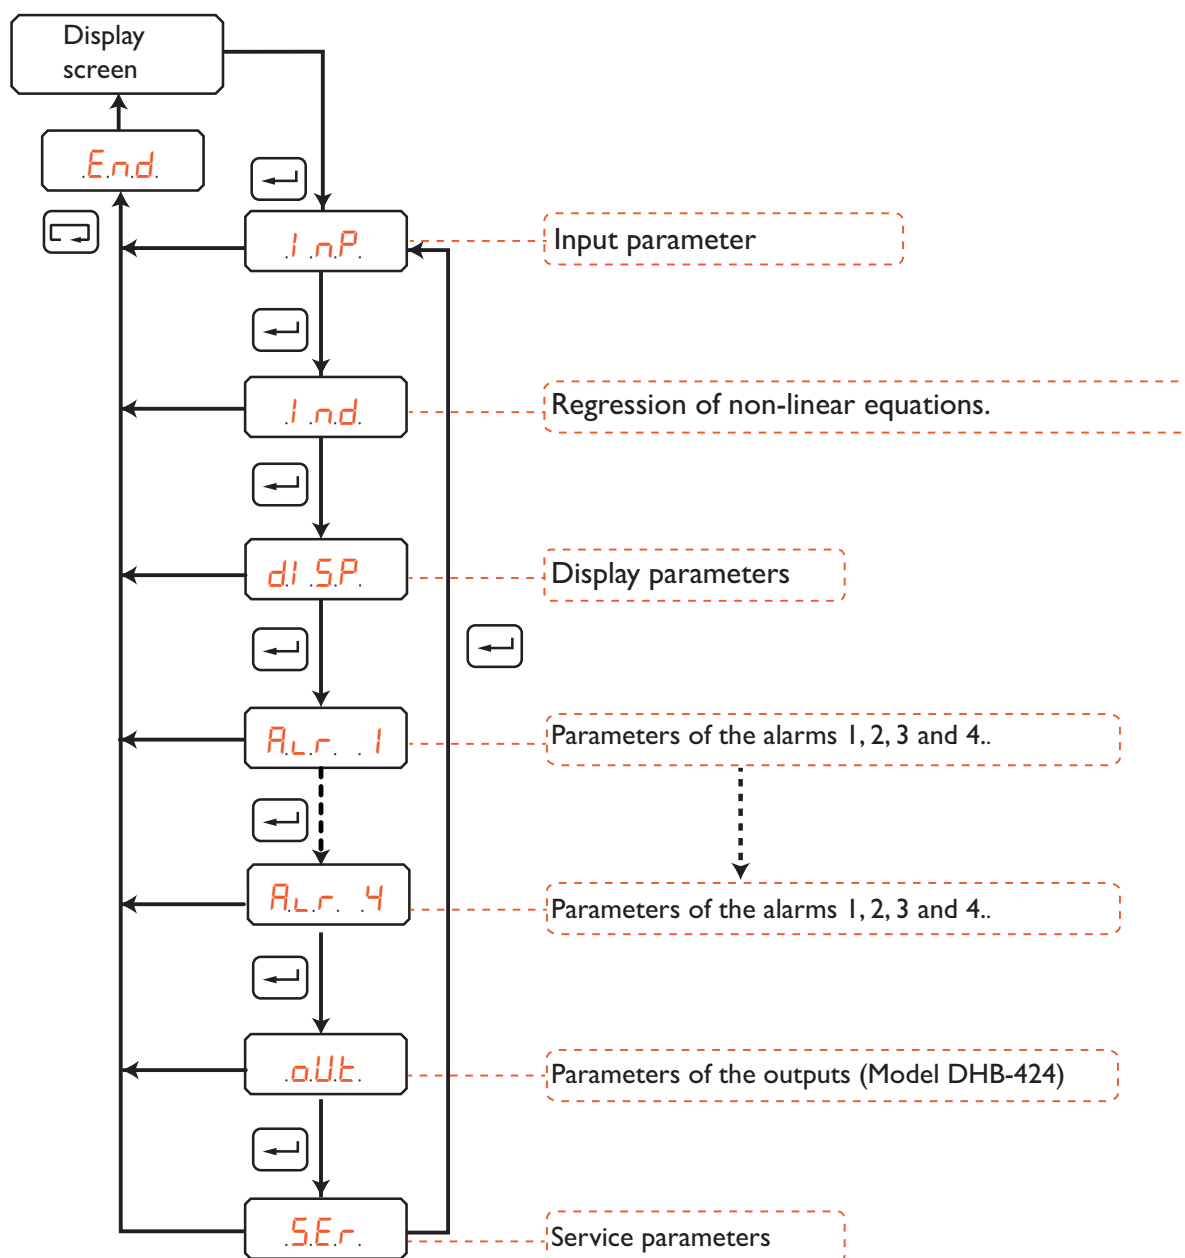 Display
screen
.E.n.d.
.I.n.P.
Input parameter
.I.n.d.
Regression of non-linear equations.
d.I.S.P.
Display parameters
A.L.r. .1
Parameters of the alarms 1, 2, 3 and 4..
A.L.r. .4
Parameters of the alarms 1, 2, 3 and 4..
.o.U.t.
Parameters of the outputs (Model DHB-424)
.S.E.r.
Service parameters